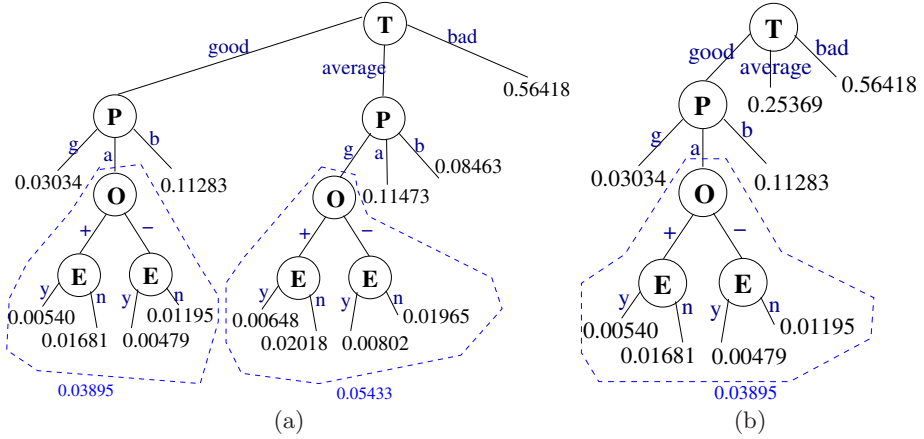 T T
good average bad good average bad
0.56418 0.25369 0.56418
P P P
g a b g a b g a b
0.03034 0.11283 0.11473 0.08463 0.03034 0.11283
O O O
+ − + − + −
E E E E E E
y n y n y n y n y n y n
0.00540 0.01195 0.00648 0.01965 0.00540 0.01195
0.01681 0.00479 0.02018 0.00802 0.01681 0.00479
0.03895 0.05433 0.03895
(a) (b)